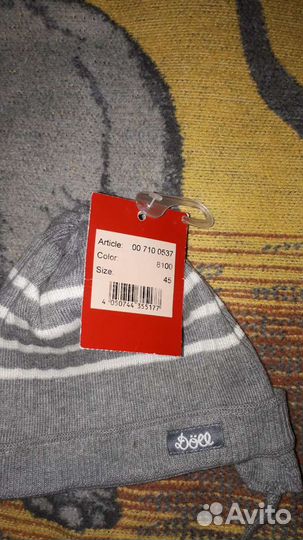 Article: 00 710 0537
Color: 8100
Size: 45
4 050744 355177
Döll
Avito